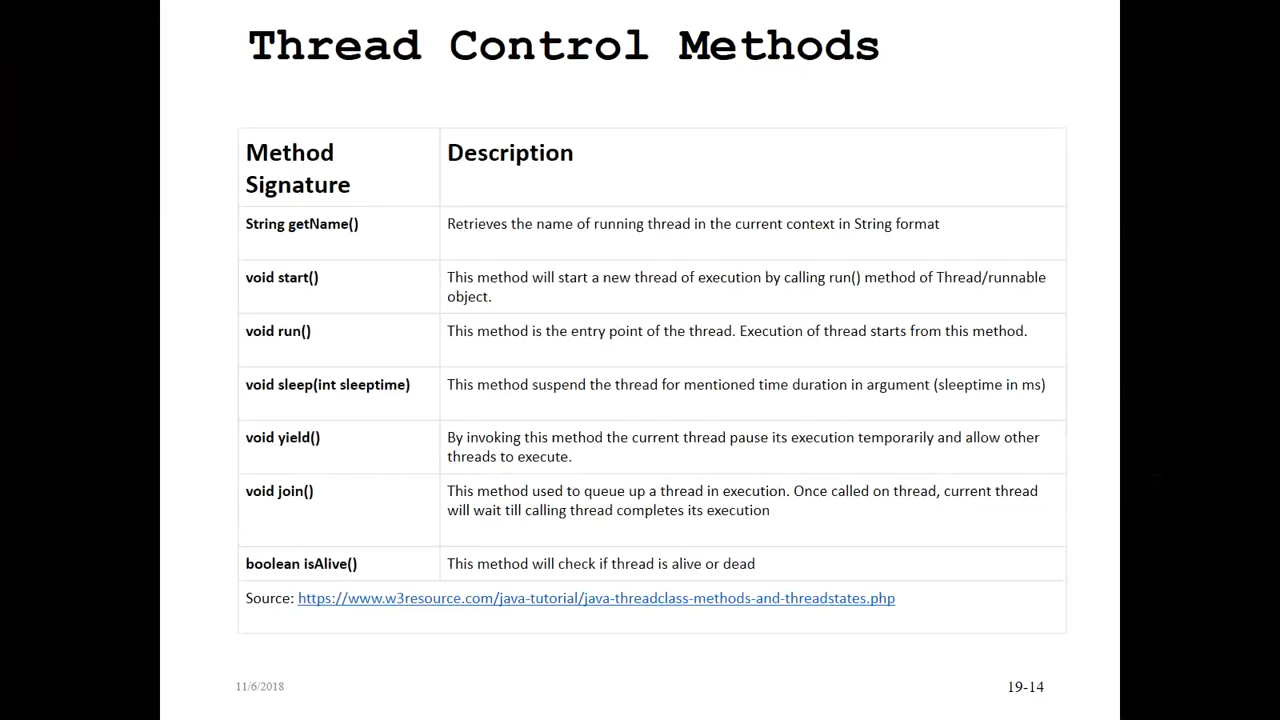 Thread Control Methods
Method
Signature
Description
String getName()
Retrieves the name of running thread in the current context in String format
void start()
This method will start a new thread of execution by calling run() method of Thread/runnable
object.
void run()
This method is the entry point of the thread. Execution of thread starts from this method.
void sleep(int sleeptime)
This method suspend the thread for mentioned time duration in argument (sleeptime in ms)
void yield()
By invoking this method the current thread pause its execution temporarily and allow other
threads to execute.
void join()
This method used to queue up a thread in execution. Once called on thread, current thread
will wait till calling thread completes its execution
boolean isAlive()
This method will check if thread is alive or dead
Source: https://www.w3resource.com/java-tutorial/java-threadclass-methods-and-threadstates.php
11/6/2018
19-14